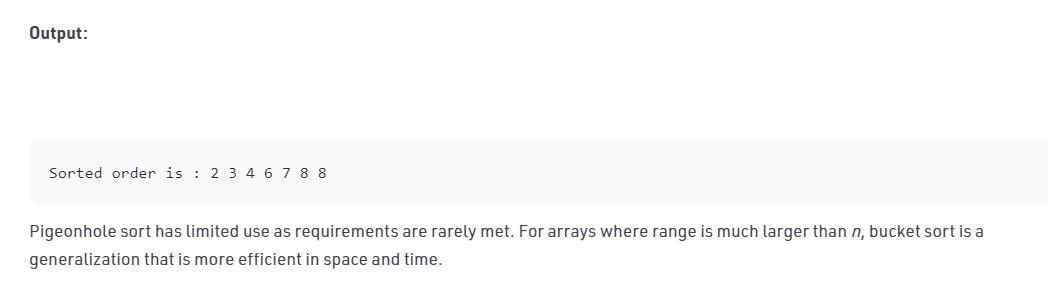 Output:
Sorted order is : 2 3 4 6 7 8 8
Pigeonhole sort has limited use as requirements are rarely met. For arrays where range is much larger than n, bucket sort is a
generalization that is more efficient in space and time.